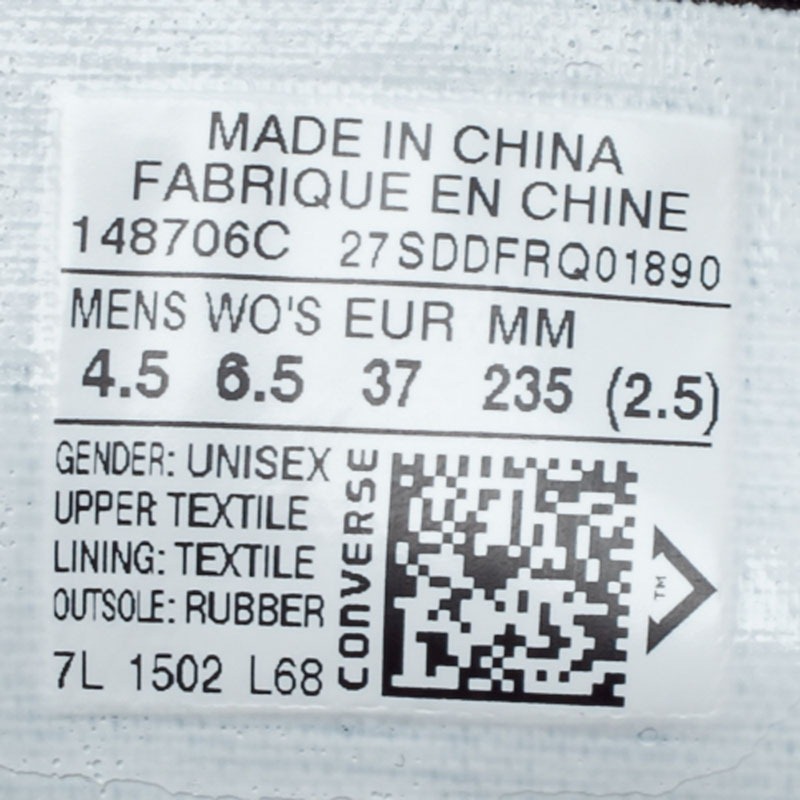 MADE IN CHINA
FABRIQUE EN CHINE
148706C 27SDDFRQ01890
MENS WO'S EUR MM
4.5 6.5 37 235 (2.5)
GENDER: UNISEX
UPPER TEXTILE
LINING: TEXTILE
OUTSOLE: RUBBER
7L 1502 L68
CONVERSE
TM